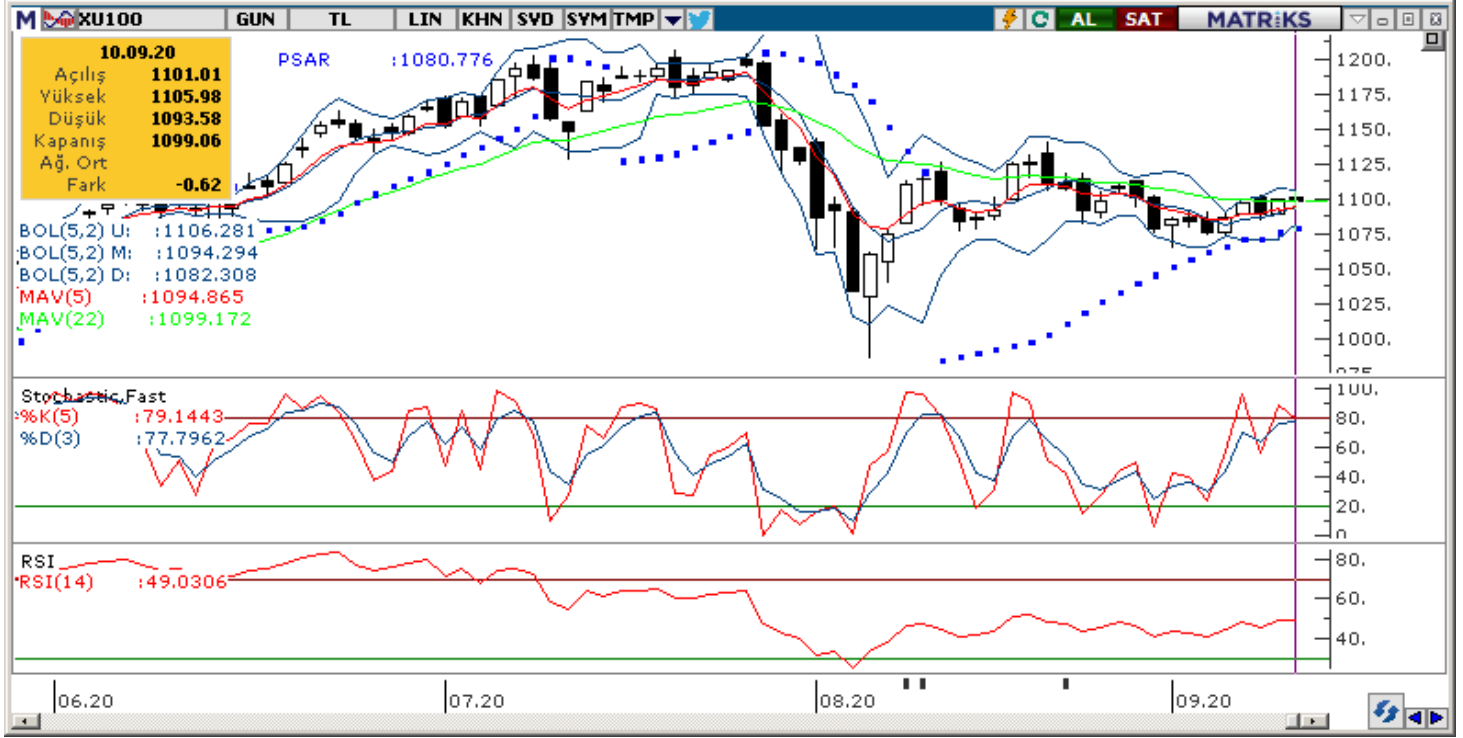 M XU100 GUN TL LIN KHN SVD SYM TMP AL SAT MATRİKS
10.09.20
Açılış 1101.01
Yüksek 1105.98
Düşük 1093.58
Kapanış 1099.06
Ağ. Ort
Fark -0.62
PSAR :1080.776
BOL(5,2) U: :1106.281
BOL(5,2) M: :1094.294
BOL(5,2) D: :1082.308
MAV(5) :1094.865
MAV(22) :1099.172
1200.
1175.
1150.
1125.
1100.
1075.
1050.
1025.
1000.
975.
Stochastic Fast
%K(5) :79.1443
%D(3) :77.7962
100.
80.
60.
40.
20.
0
RSI
RSI(14) :49.0306
80.
60.
40.
06.20 07.20 08.20 09.20